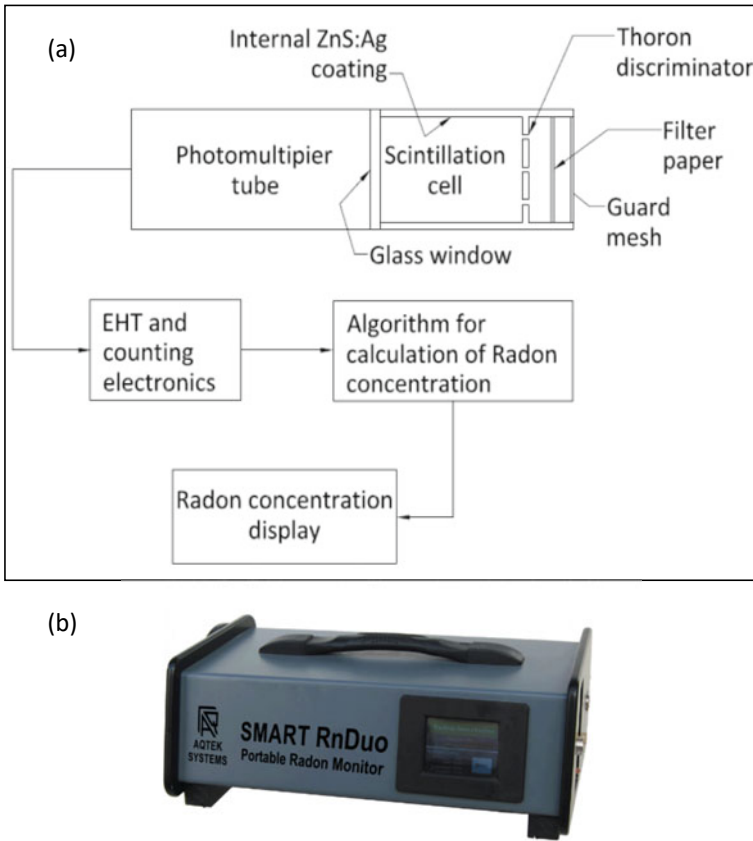 (a)
Internal ZnS:Ag
coating
Thoron
discriminator
Photomultipier
tube
Scintillation
cell
Filter
paper
Guard
mesh
Glass window
EHT and
counting
electronics
Algorithm for
calculation of Radon
concentration
Radon concentration
display
(b)
AQTEK
SYSTEMS
SMART RnDuo
Portable Radon Monitor